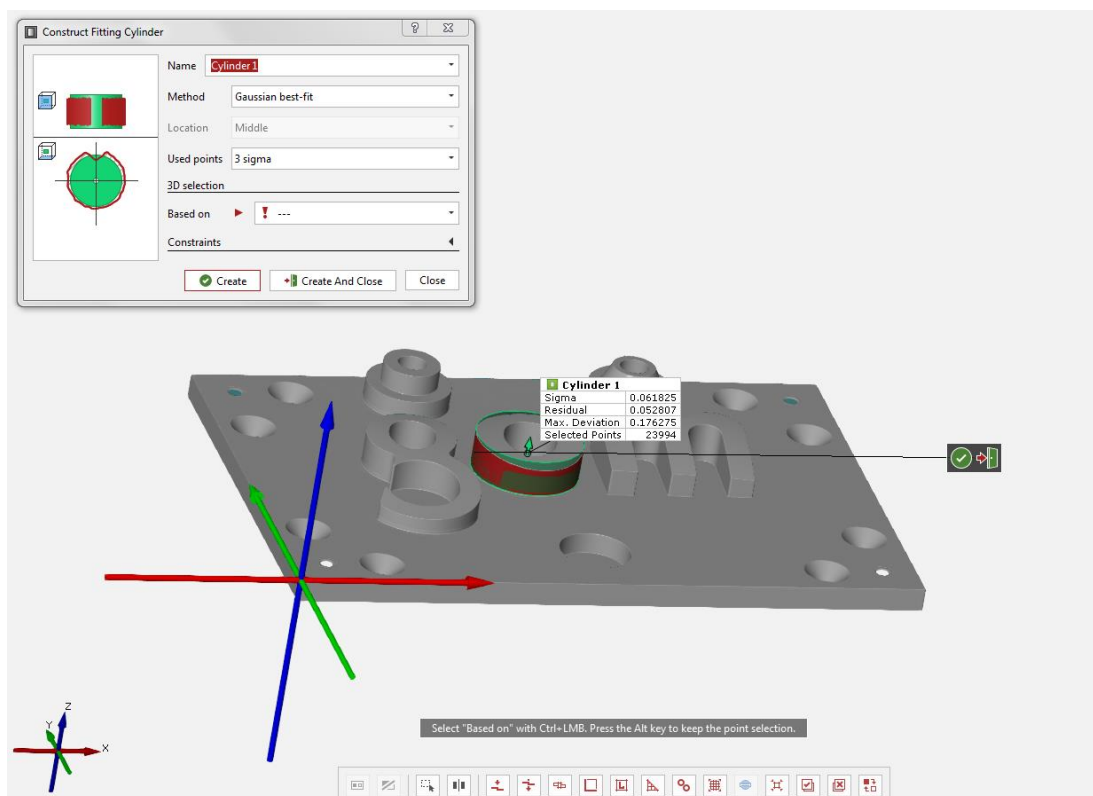 Construct Fitting Cylinder
Name Cylinder 1
Method Gaussian best-fit
Location Middle
Used points 3 sigma
3D selection
Based on ! ---
Constraints
Create Create And Close Close
Cylinder 1
Sigma 0.061825
Residual 0.052807
Max. Deviation 0.176275
Selected Points 23994
Z
Y
X
Select "Based on" with Ctrl+LMB. Press the Alt key to keep the point selection.